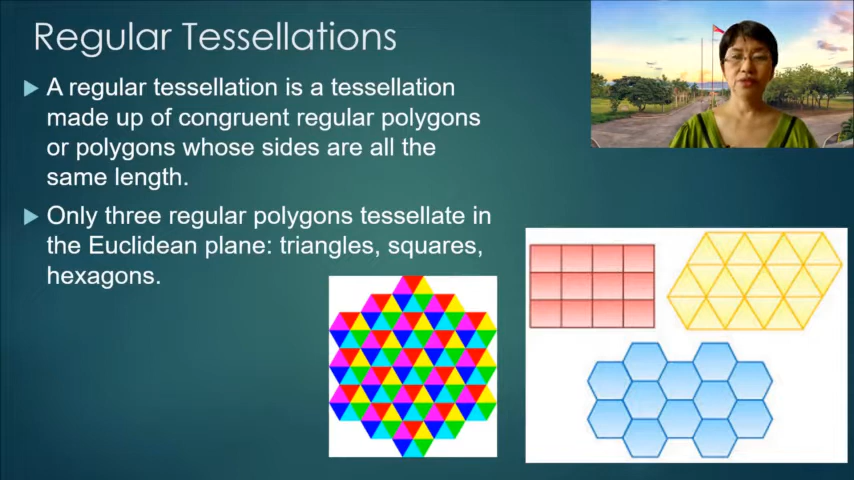 Regular Tessellations
A regular tessellation is a tessellation
made up of congruent regular polygons
or polygons whose sides are all the
same length.
Only three regular polygons tessellate in
the Euclidean plane: triangles, squares,
hexagons.